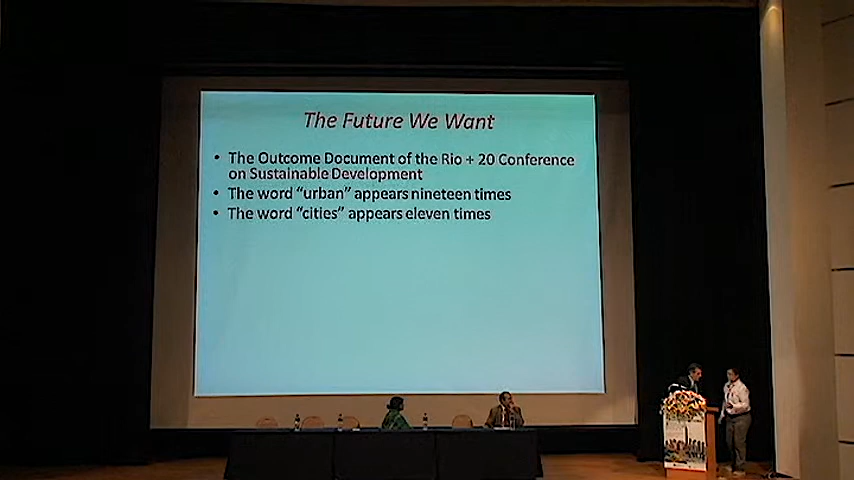 The Future We Want
• The Outcome Document of the Rio + 20 Conference
on Sustainable Development
• The word “urban” appears nineteen times
• The word “cities” appears eleven times